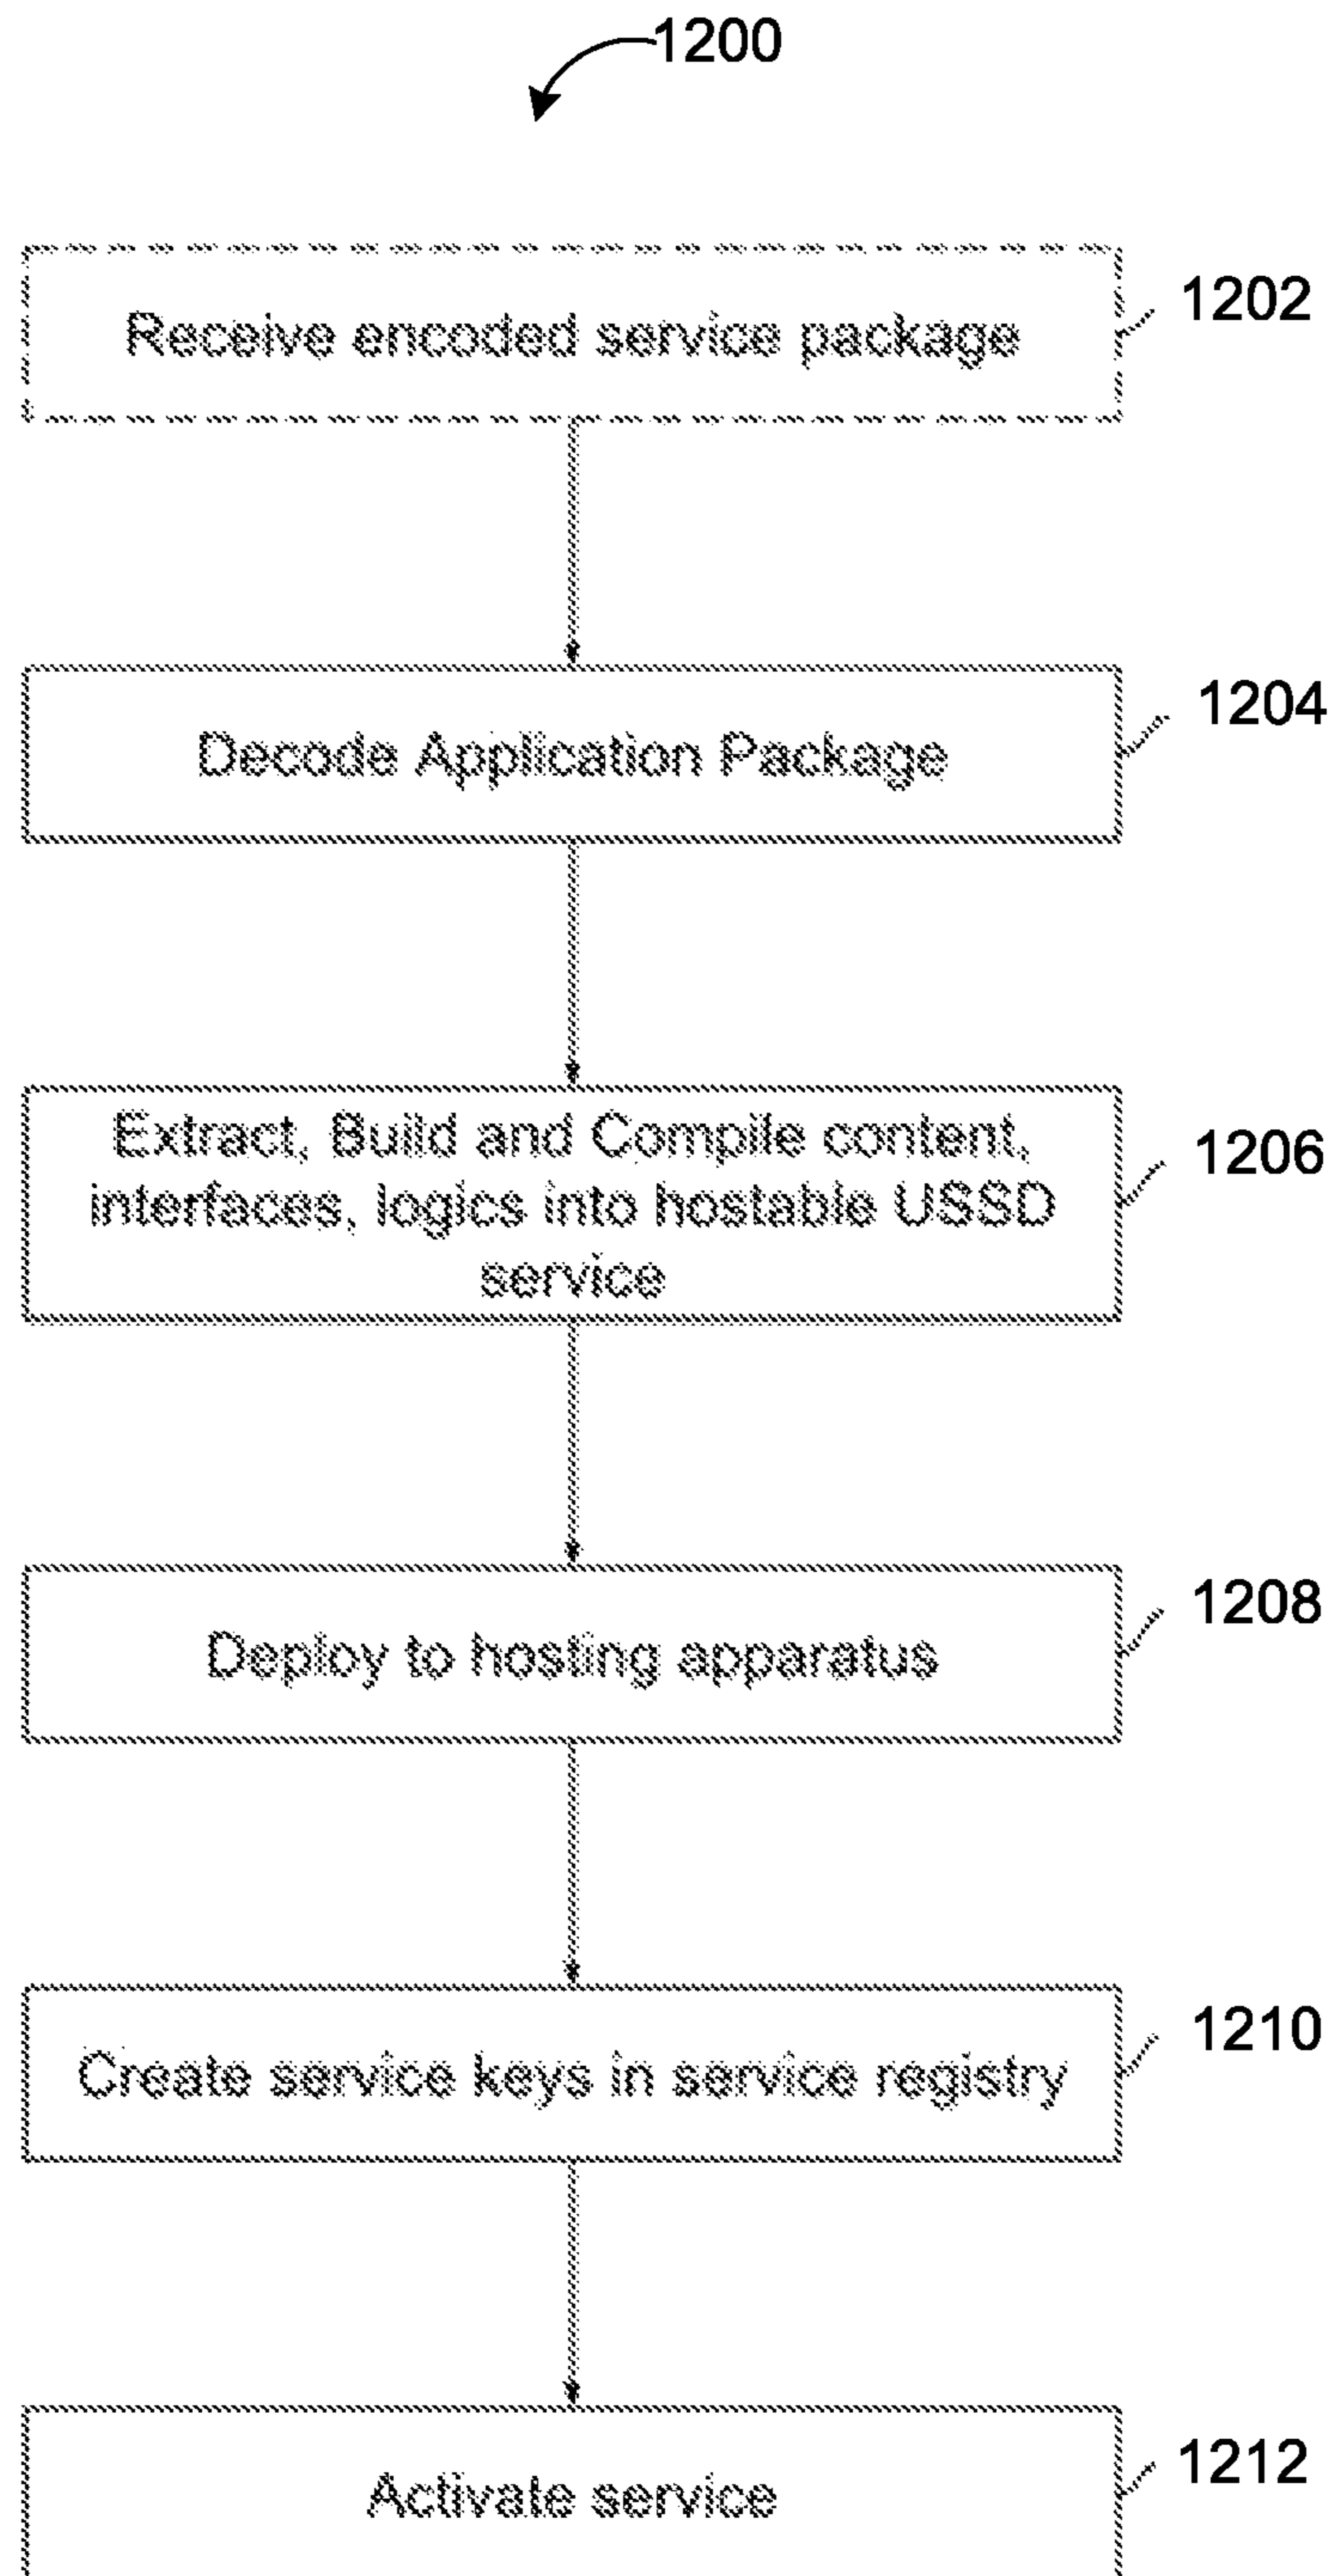 1200
Receive encoded service package
1202
Decode Application Package
1204
Extract, Build and Compile content,
interfaces, logics into hostable USSD
service
1206
Deploy to hosting apparatus
1208
Create service keys in service registry
1210
Activate service
1212